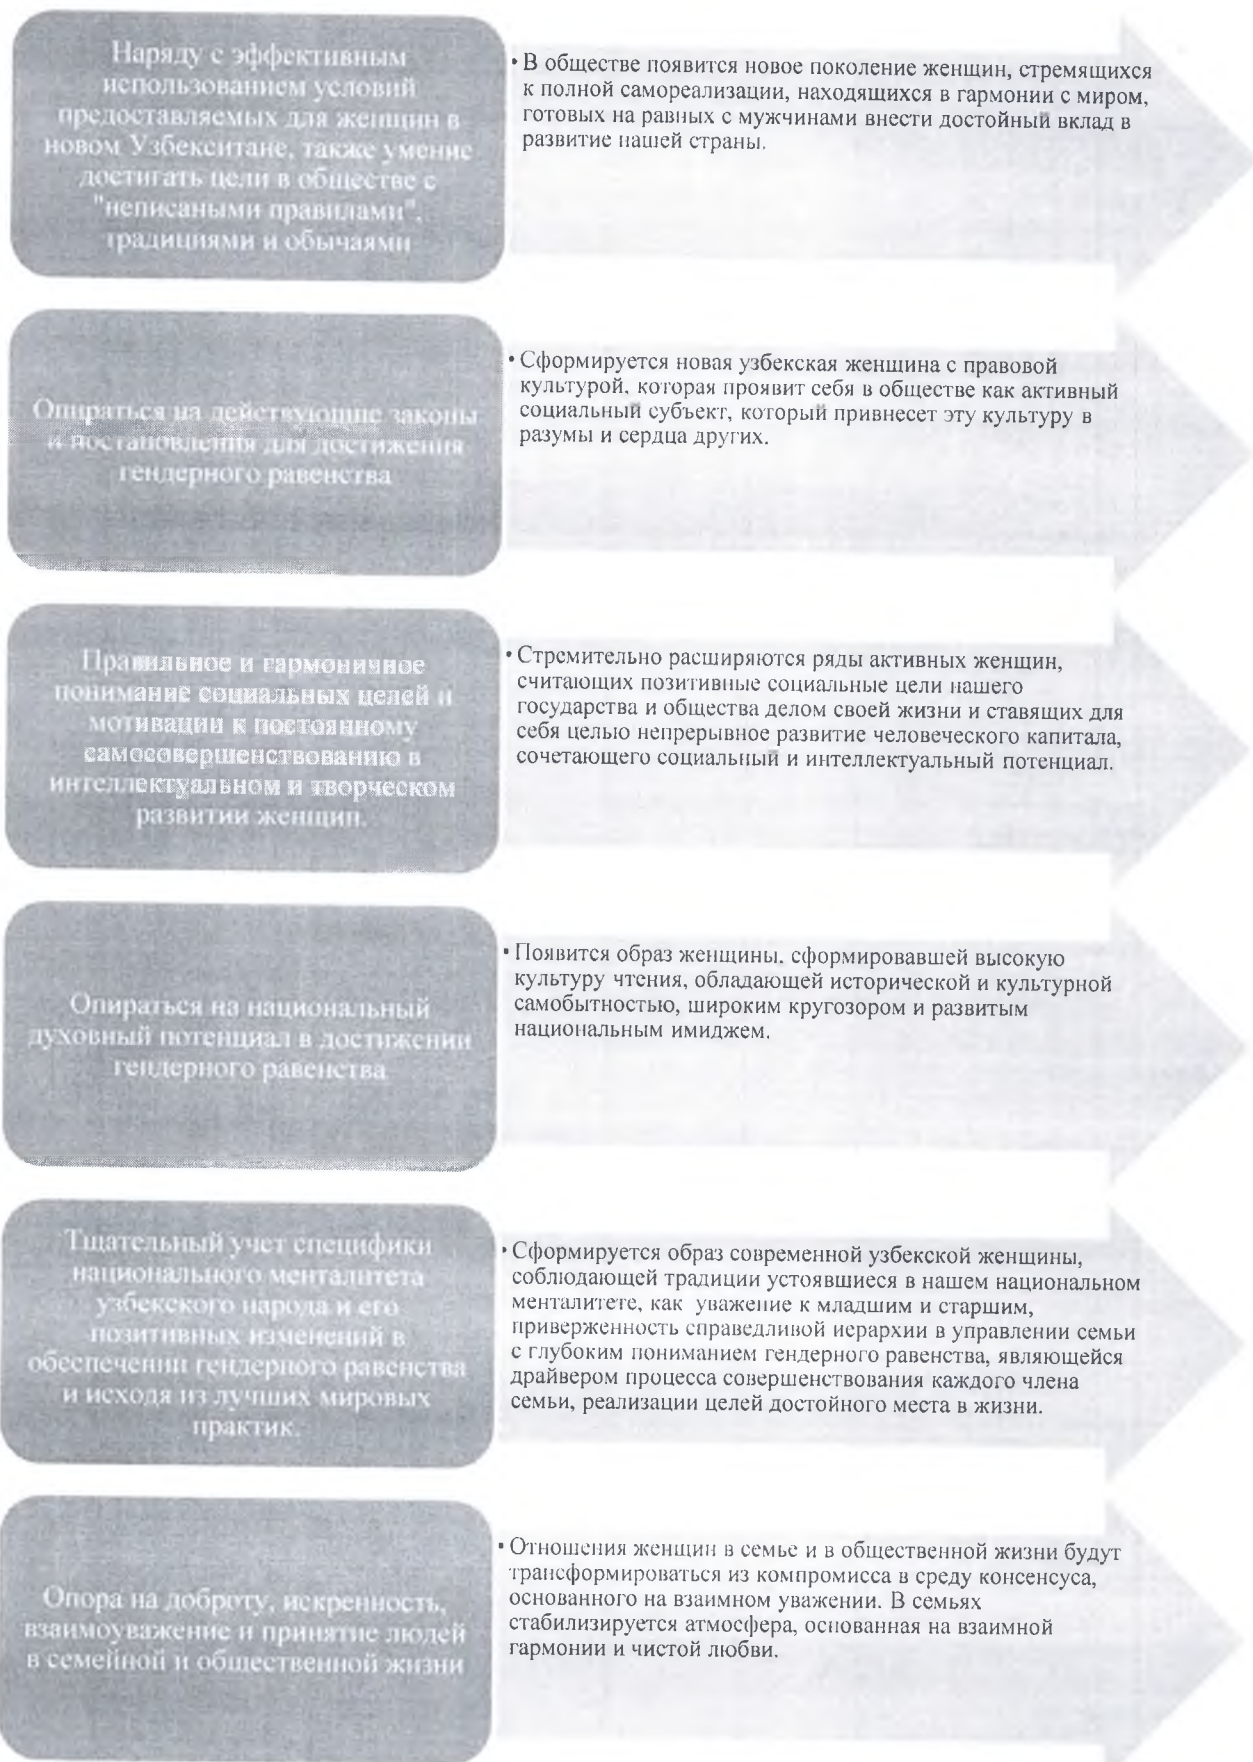 Наряду с эффективным
использованием условий
предоставляемых для женщин в
новом Узбекситане, также умение
достигать цели в обществе с
"неписаными правилами",
традициями и обычаями
• В обществе появится новое поколение женщин, стремящихся
к полной самореализации, находящихся в гармонии с миром,
готовых на равных с мужчинами внести достойный вклад в
развитие нашей страны.
Опираться на действующие законы
и постановления для достижения
гендерного равенства
• Сформируется новая узбекская женщина с правовой
культурой, которая проявит себя в обществе как активный
социальный субъект, который привнесет эту культуру в
разумы и сердца других.
Правильное и гармоничное
понимание социальных целей и
мотивации к постоянному
самосовершенствованию в
интеллектуальном и творческом
развитии женщин.
• Стремительно расширяются ряды активных женщин,
считающих позитивные социальные цели нашего
государства и общества делом своей жизни и ставящих для
себя целью непрерывное развитие человеческого капитала,
сочетающего социальный и интеллектуальный потенциал.
Опираться на национальный
духовный потенциал в достижении
гендерного равенства
• Появится образ женщины, сформировавшей высокую
культуру чтения, обладающей исторической и культурной
самобытностью, широким кругозором и развитым
национальным имиджем.
Тщательный учет специфики
национального менталитета
узбекского народа и его
позитивных изменений в
обеспечении гендерного равенства
и исходя из лучших мировых
практик.
• Сформируется образ современной узбекской женщины,
соблюдающей традиции устоявшиеся в нашем национальном
менталитете, как уважение к младшим и старшим,
приверженность справедливой иерархии в управлении семьи
с глубоким пониманием гендерного равенства, являющейся
драйвером процесса совершенствования каждого члена
семьи, реализации целей достойного места в жизни.
Опора на доброту, искренность,
взаимоуважение и принятие людей
в семейной и общественной жизни
• Отношения женщин в семье и в общественной жизни будут
трансформироваться из компромисса в среду консенсуса,
основанного на взаимном уважении. В семьях
стабилизируется атмосфера, основанная на взаимной
гармонии и чистой любви.